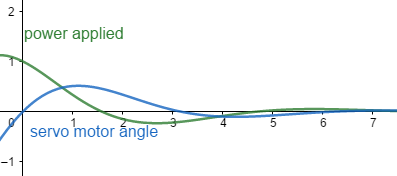 2
power applied
1
0 1 2 3 4 5 6 7
servo motor angle
−1